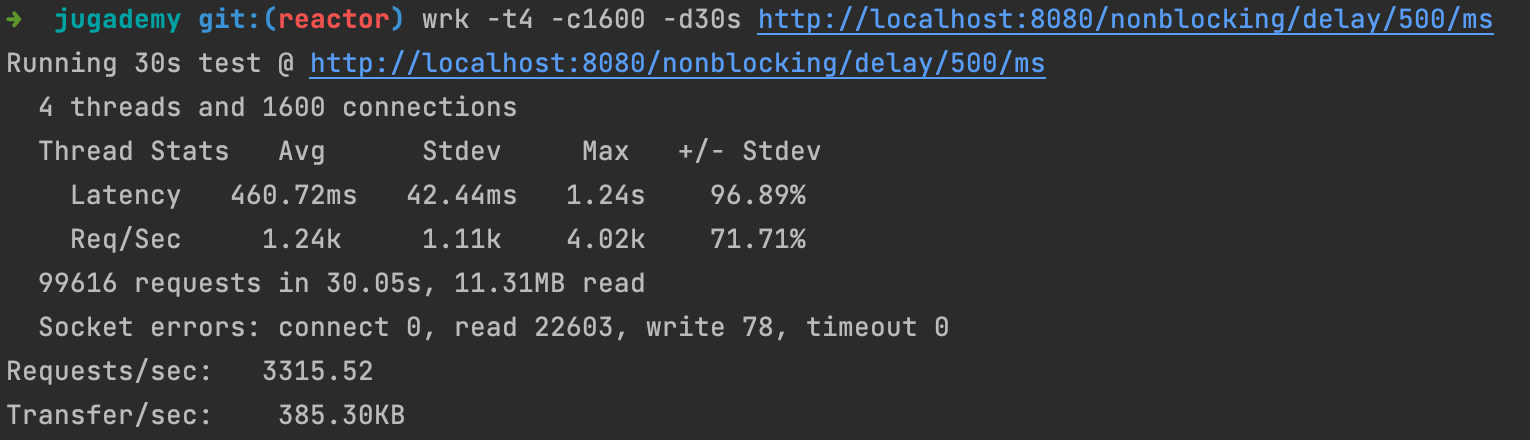 → jugademy git:(reactor) wrk -t4 -c1600 -d30s http://localhost:8080/nonblocking/delay/500/ms
Running 30s test @ http://localhost:8080/nonblocking/delay/500/ms
4 threads and 1600 connections
Thread Stats Avg Stdev Max +/- Stdev
Latency 460.72ms 42.44ms 1.24s 96.89%
Req/Sec 1.24k 1.11k 4.02k 71.71%
99616 requests in 30.05s, 11.31MB read
Socket errors: connect 0, read 22603, write 78, timeout 0
Requests/sec: 3315.52
Transfer/sec: 385.30KB